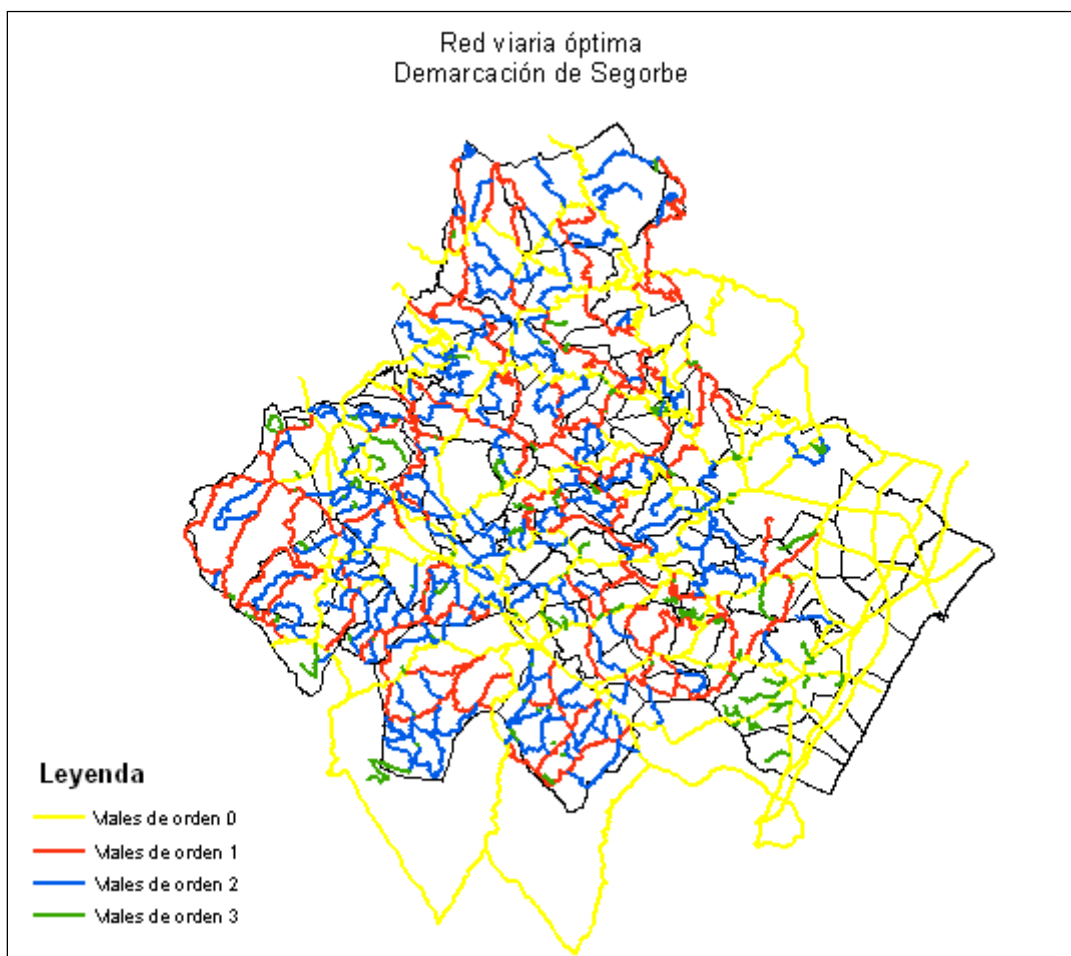 Red viaria óptima
Demarcación de Segorbe
Leyenda
Viales de orden 0
Viales de orden 1
Viales de orden 2
Viales de orden 3